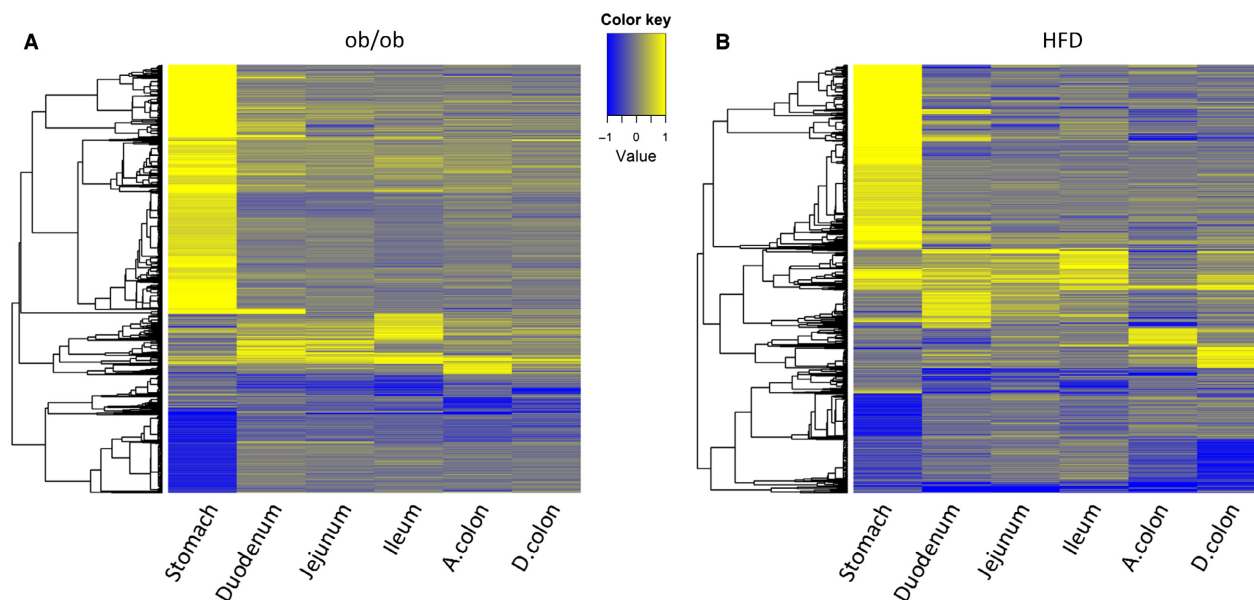 A
ob/ob
Color key
−1 0 1
Value
B
HFD
Stomach
Duodenum
Jejunum
Ileum
A.colon
D.colon
Stomach
Duodenum
Jejunum
Ileum
A.colon
D.colon